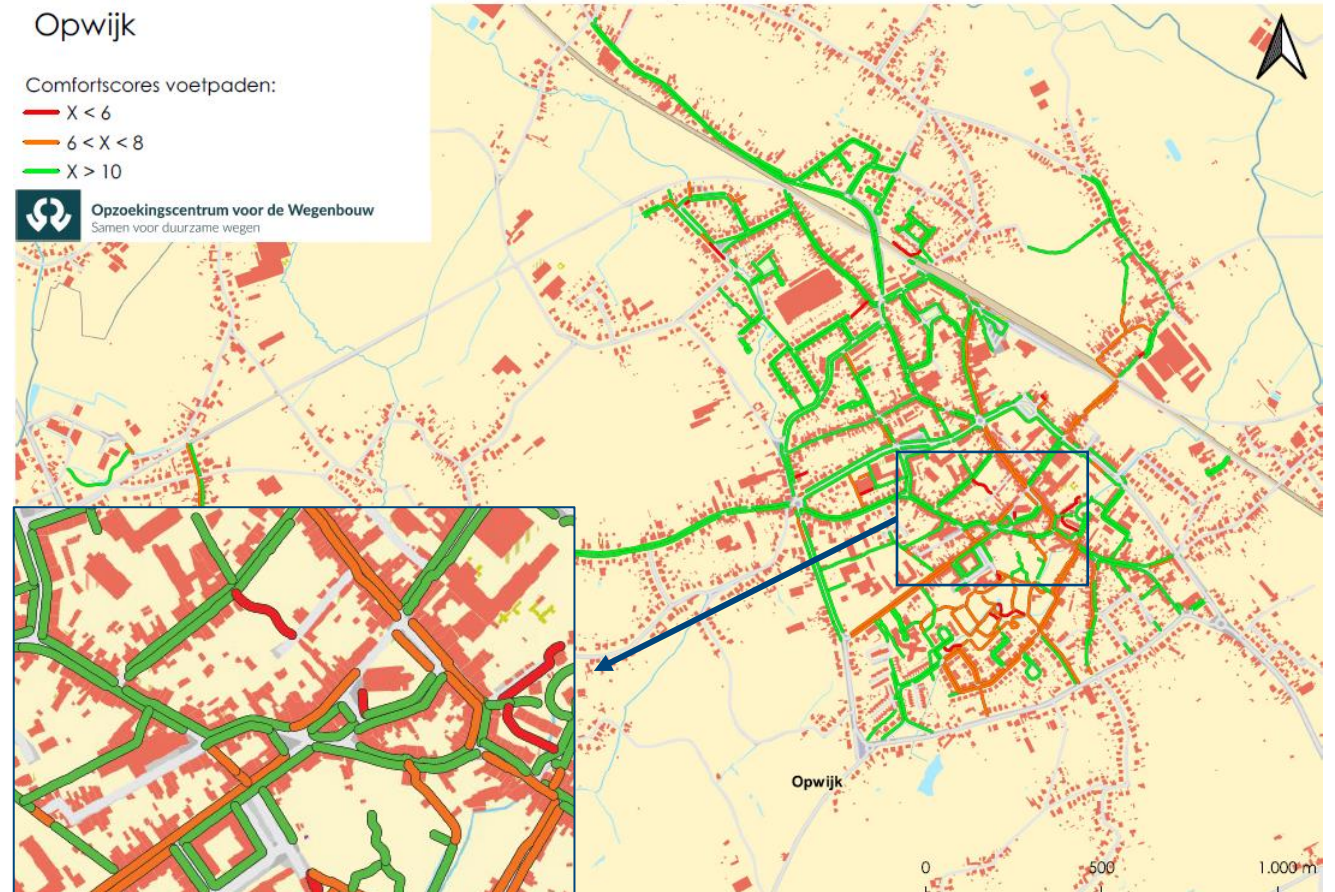 Opwijk
Comfortscores voetpaden:
X < 6
6 < X < 8
X > 10
Opzoekingscentrum voor de Wegenbouw
Samen voor duurzame wegen
Opwijk
0 500 1.000 m